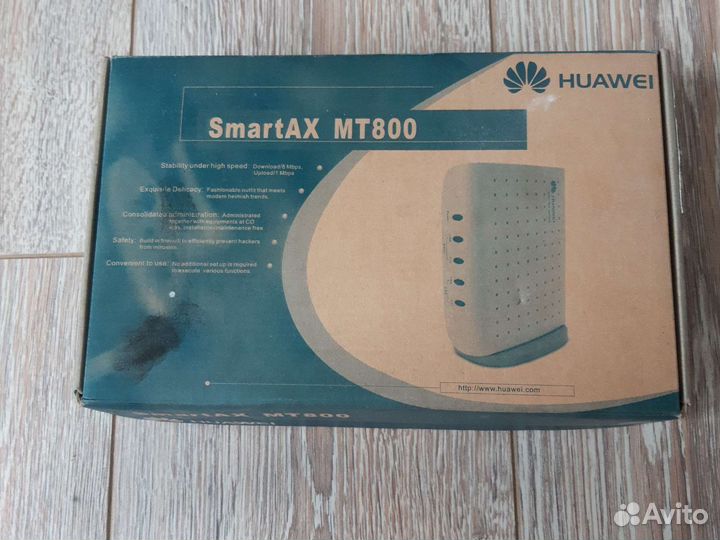 HUAWEI
SmartAX MT800
Stability under high speed: Download/8 Mbps,
Upload/1 Mbps
Exquisite Delicacy: Fashionable outfit that meets
modern heinish trends.
Consolidated administration: Administrated
together with equipments at CO
installation/maintenance free
Safety: Build in firewall to efficiently prevent hackers
from intrusion.
Convenient to use: No additional set up is required
to execute various functions.
http://www.huawei.com
SmartAX MT800
HUAWEI
Avito